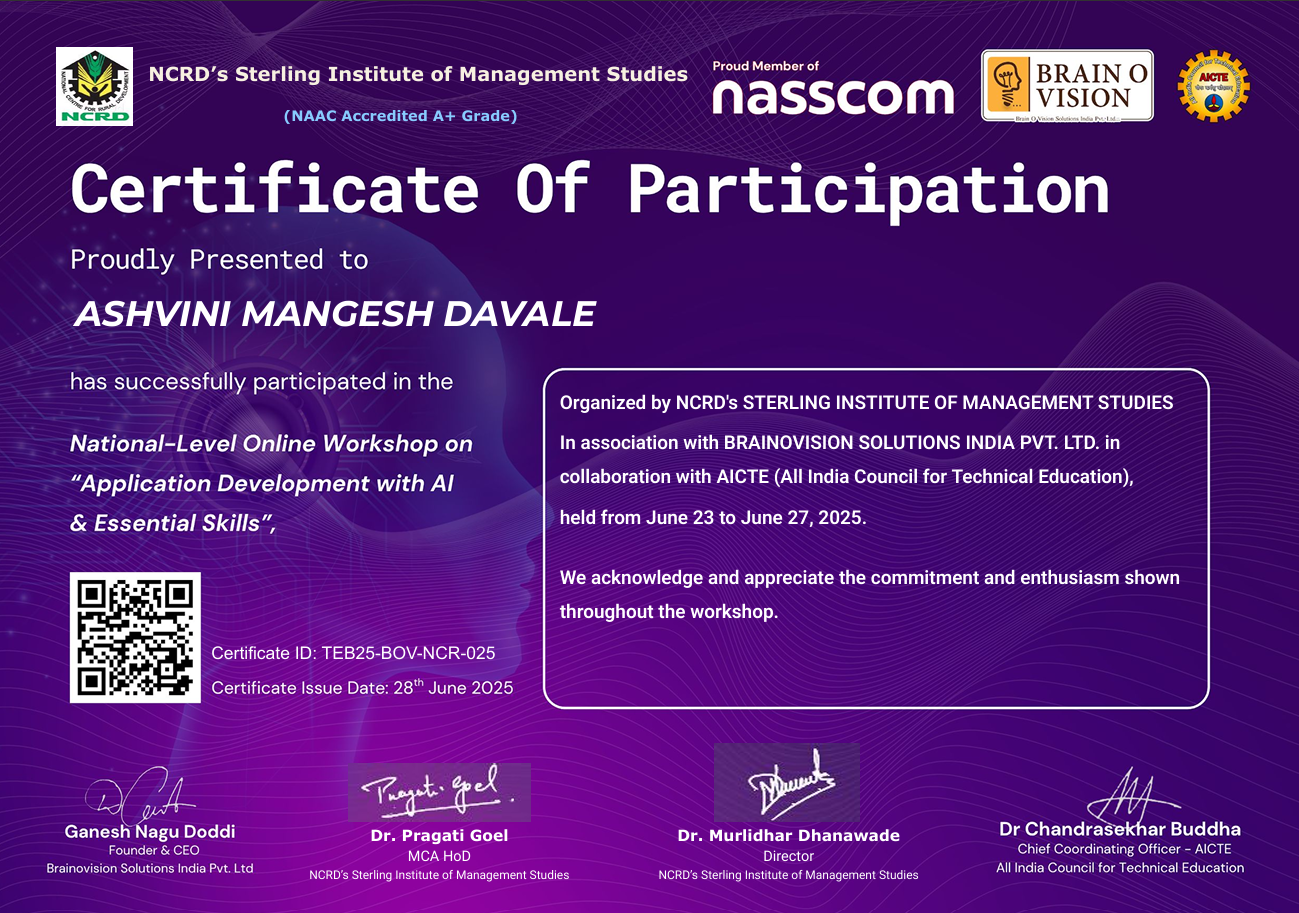 NCRD's Sterling Institute of Management Studies
(NAAC Accredited A+ Grade)
NATIONAL CENTRE FOR RURAL DEVELOPMENT
NCRD
Proud Member of
nasscom
BRAIN O
VISION
Brain O Vision Solutions India Pvt. Ltd...
AICTE
Certificate Of Participation
Proudly Presented to
ASHVINI MANGESH DAVALE
has successfully participated in the
National-Level Online Workshop on
“Application Development with AI
& Essential Skills”,
Organized by NCRD's STERLING INSTITUTE OF MANAGEMENT STUDIES
In association with BRAINOVISION SOLUTIONS INDIA PVT. LTD. in
collaboration with AICTE (All India Council for Technical Education),
held from June 23 to June 27, 2025.
We acknowledge and appreciate the commitment and enthusiasm shown
throughout the workshop.
Certificate ID: TEB25-BOV-NCR-025
Certificate Issue Date: 28th June 2025
Pragati Goel
Ganesh Nagu Doddi
Founder & CEO
Brainovision Solutions India Pvt. Ltd
Dr. Pragati Goel
MCA HoD
NCRD's Sterling Institute of Management Studies
Dr. Murlidhar Dhanawade
Director
NCRD's Sterling Institute of Management Studies
Dr Chandrasekhar Buddha
Chief Coordinating Officer - AICTE
All India Council for Technical Education